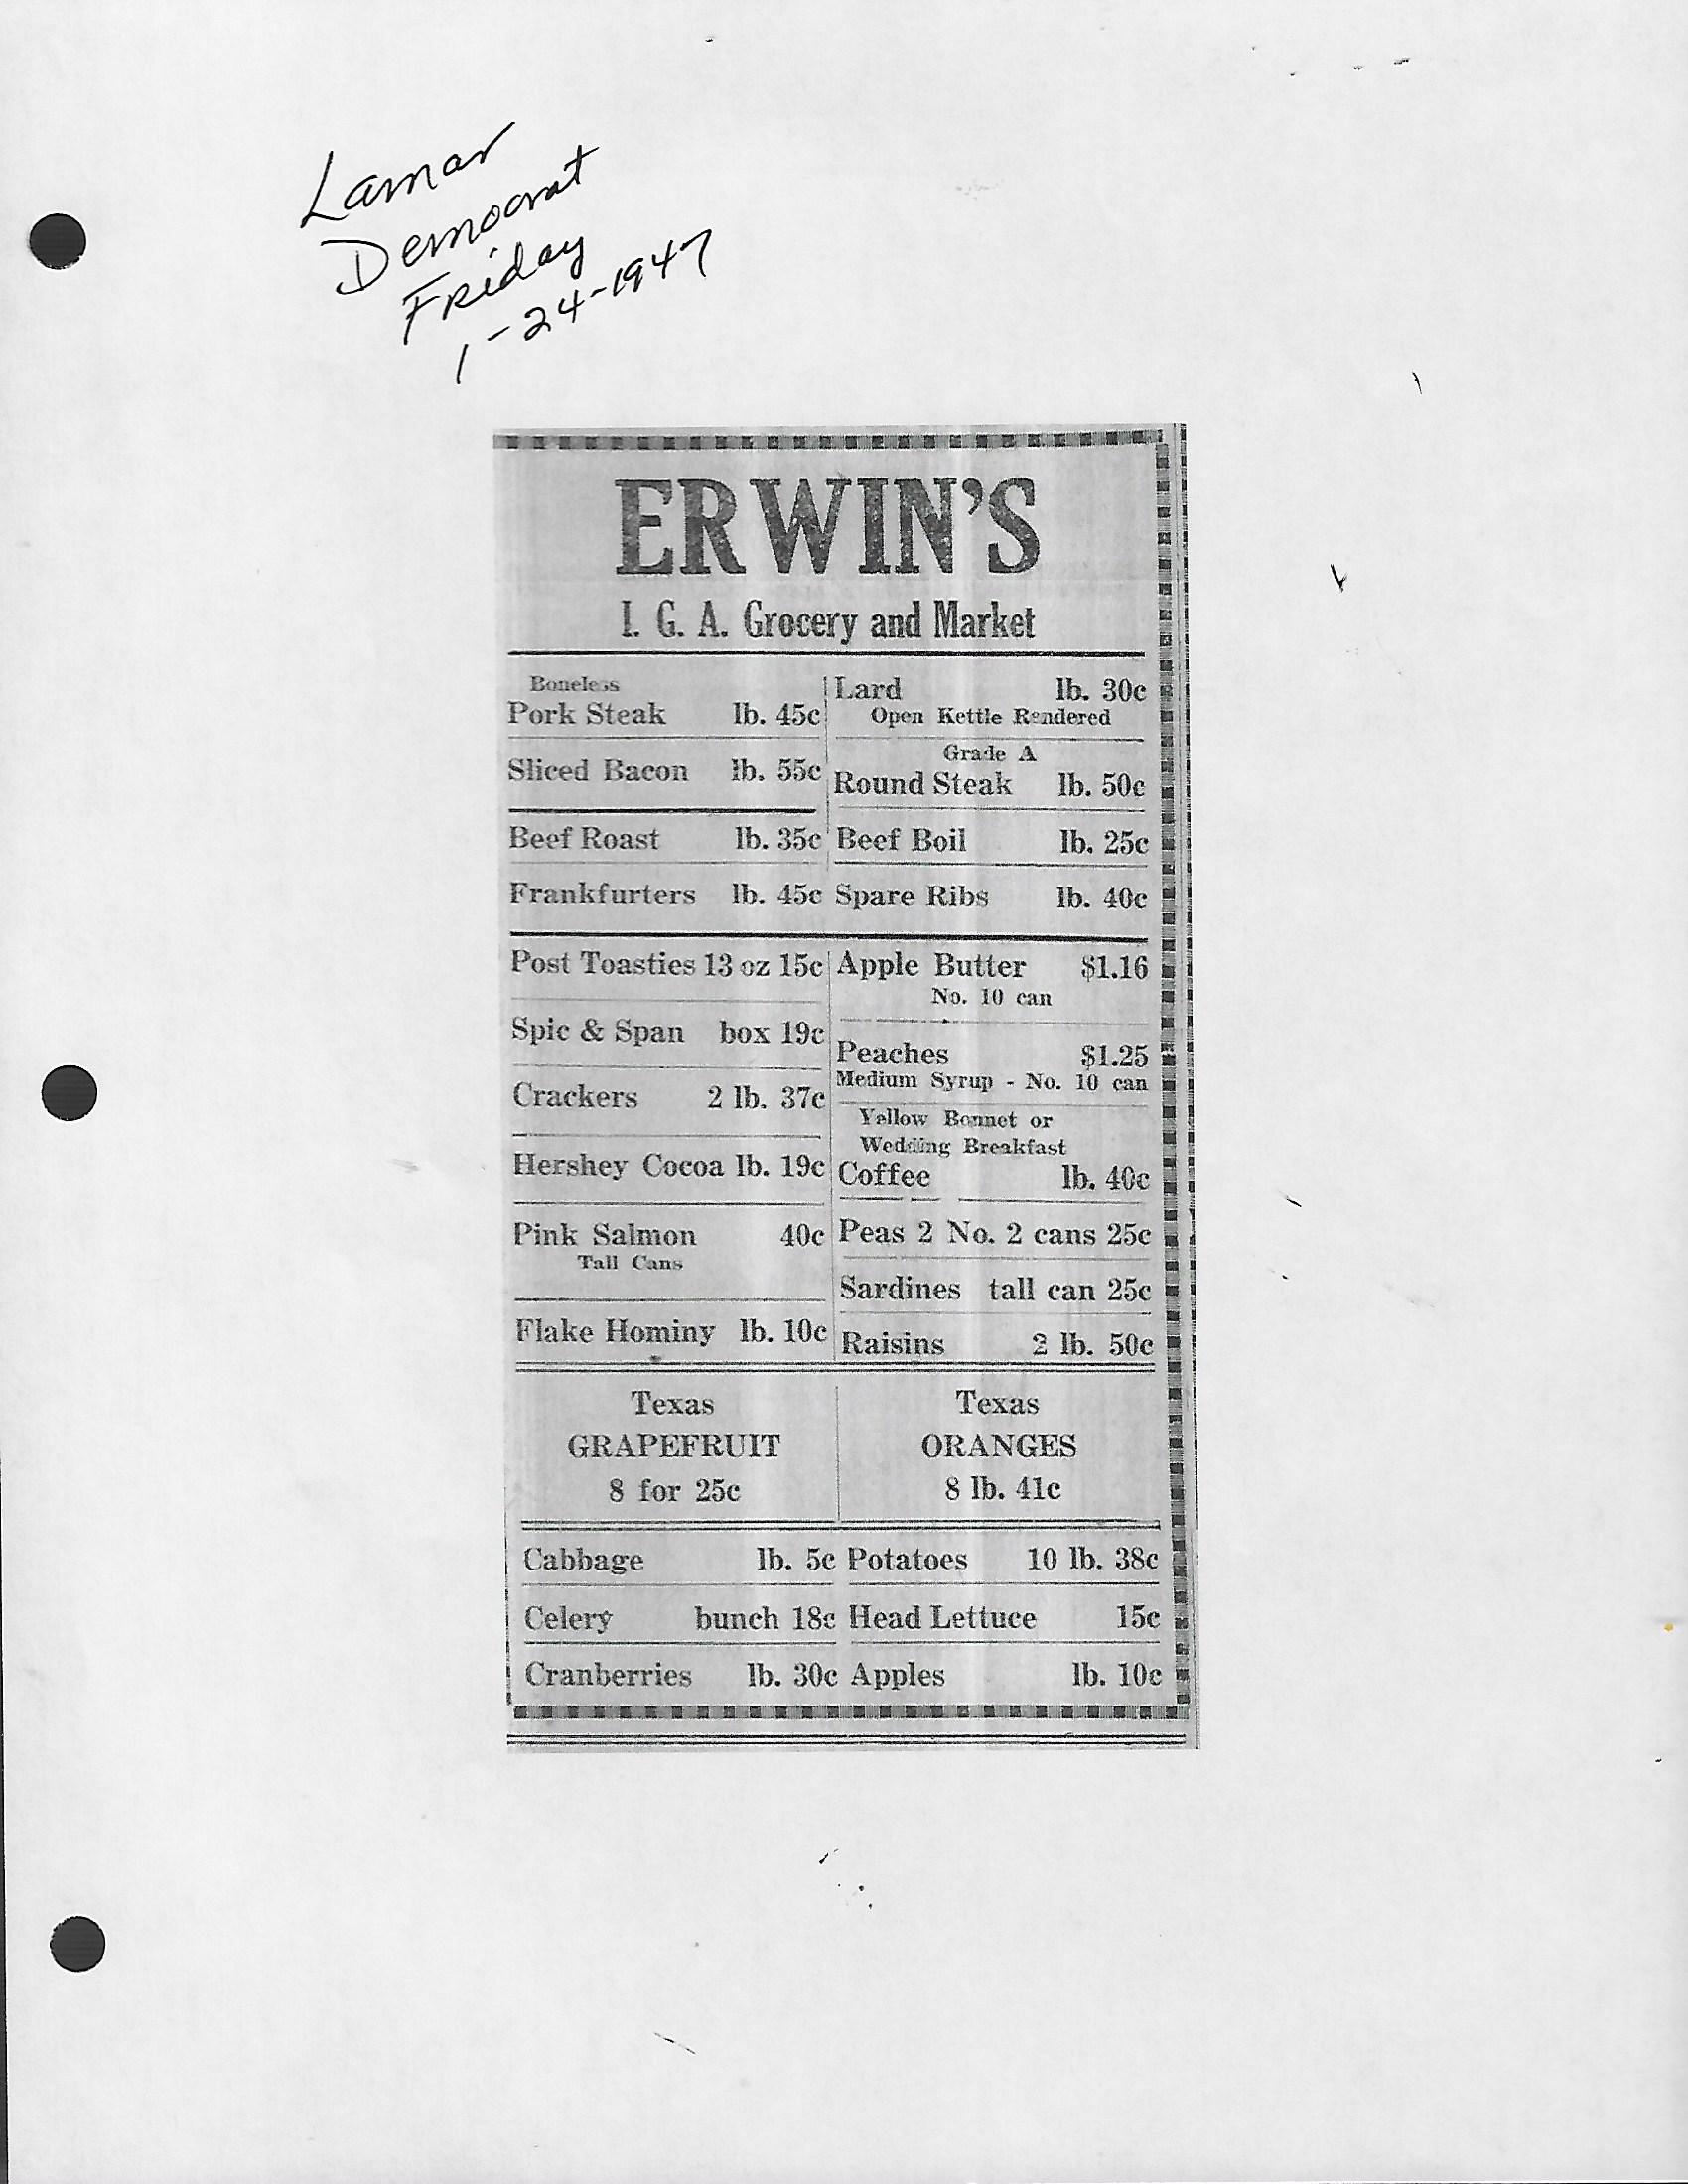 Lamar
Democrat
Friday
1-24-1947
ERWIN'S
I. G. A. Grocery and Market
Boneless
Pork Steak lb. 45c
Sliced Bacon lb. 55c
Beef Roast lb. 35c
Frankfurters lb. 45c
Lard lb. 30c
Open Kettle Rendered
Grade A
Round Steak lb. 50c
Beef Boil lb. 25c
Spare Ribs lb. 40c
Post Toasties 13 oz 15c
Spic & Span box 19c
Crackers 2 lb. 37c
Hershey Cocoa lb. 19c
Pink Salmon 40c
Tall Cans
Flake Hominy lb. 10c
Apple Butter $1.16
No. 10 can
Peaches $1.25
Medium Syrup - No. 10 can
Yellow Bonnet or
Wedding Breakfast
Coffee lb. 40c
Peas 2 No. 2 cans 25c
Sardines tall can 25c
Raisins 2 lb. 50c
Texas
GRAPEFRUIT
8 for 25c
Texas
ORANGES
8 lb. 41c
Cabbage lb. 5c
Celery bunch 18c
Cranberries lb. 30c
Potatoes 10 lb. 38c
Head Lettuce 15c
Apples lb. 10c